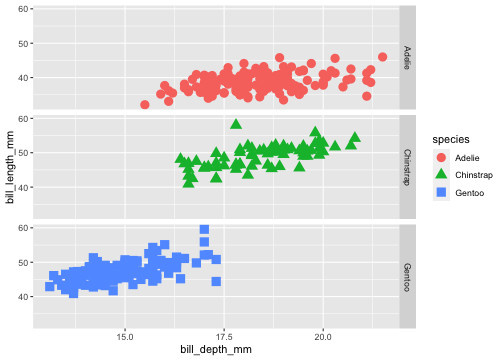 60
50
40
Adelie
60
50
40
Chinstrap
60
50
40
Gentoo
bill_length_mm
15.0 17.5 20.0
bill_depth_mm
species
Adelie
Chinstrap
Gentoo